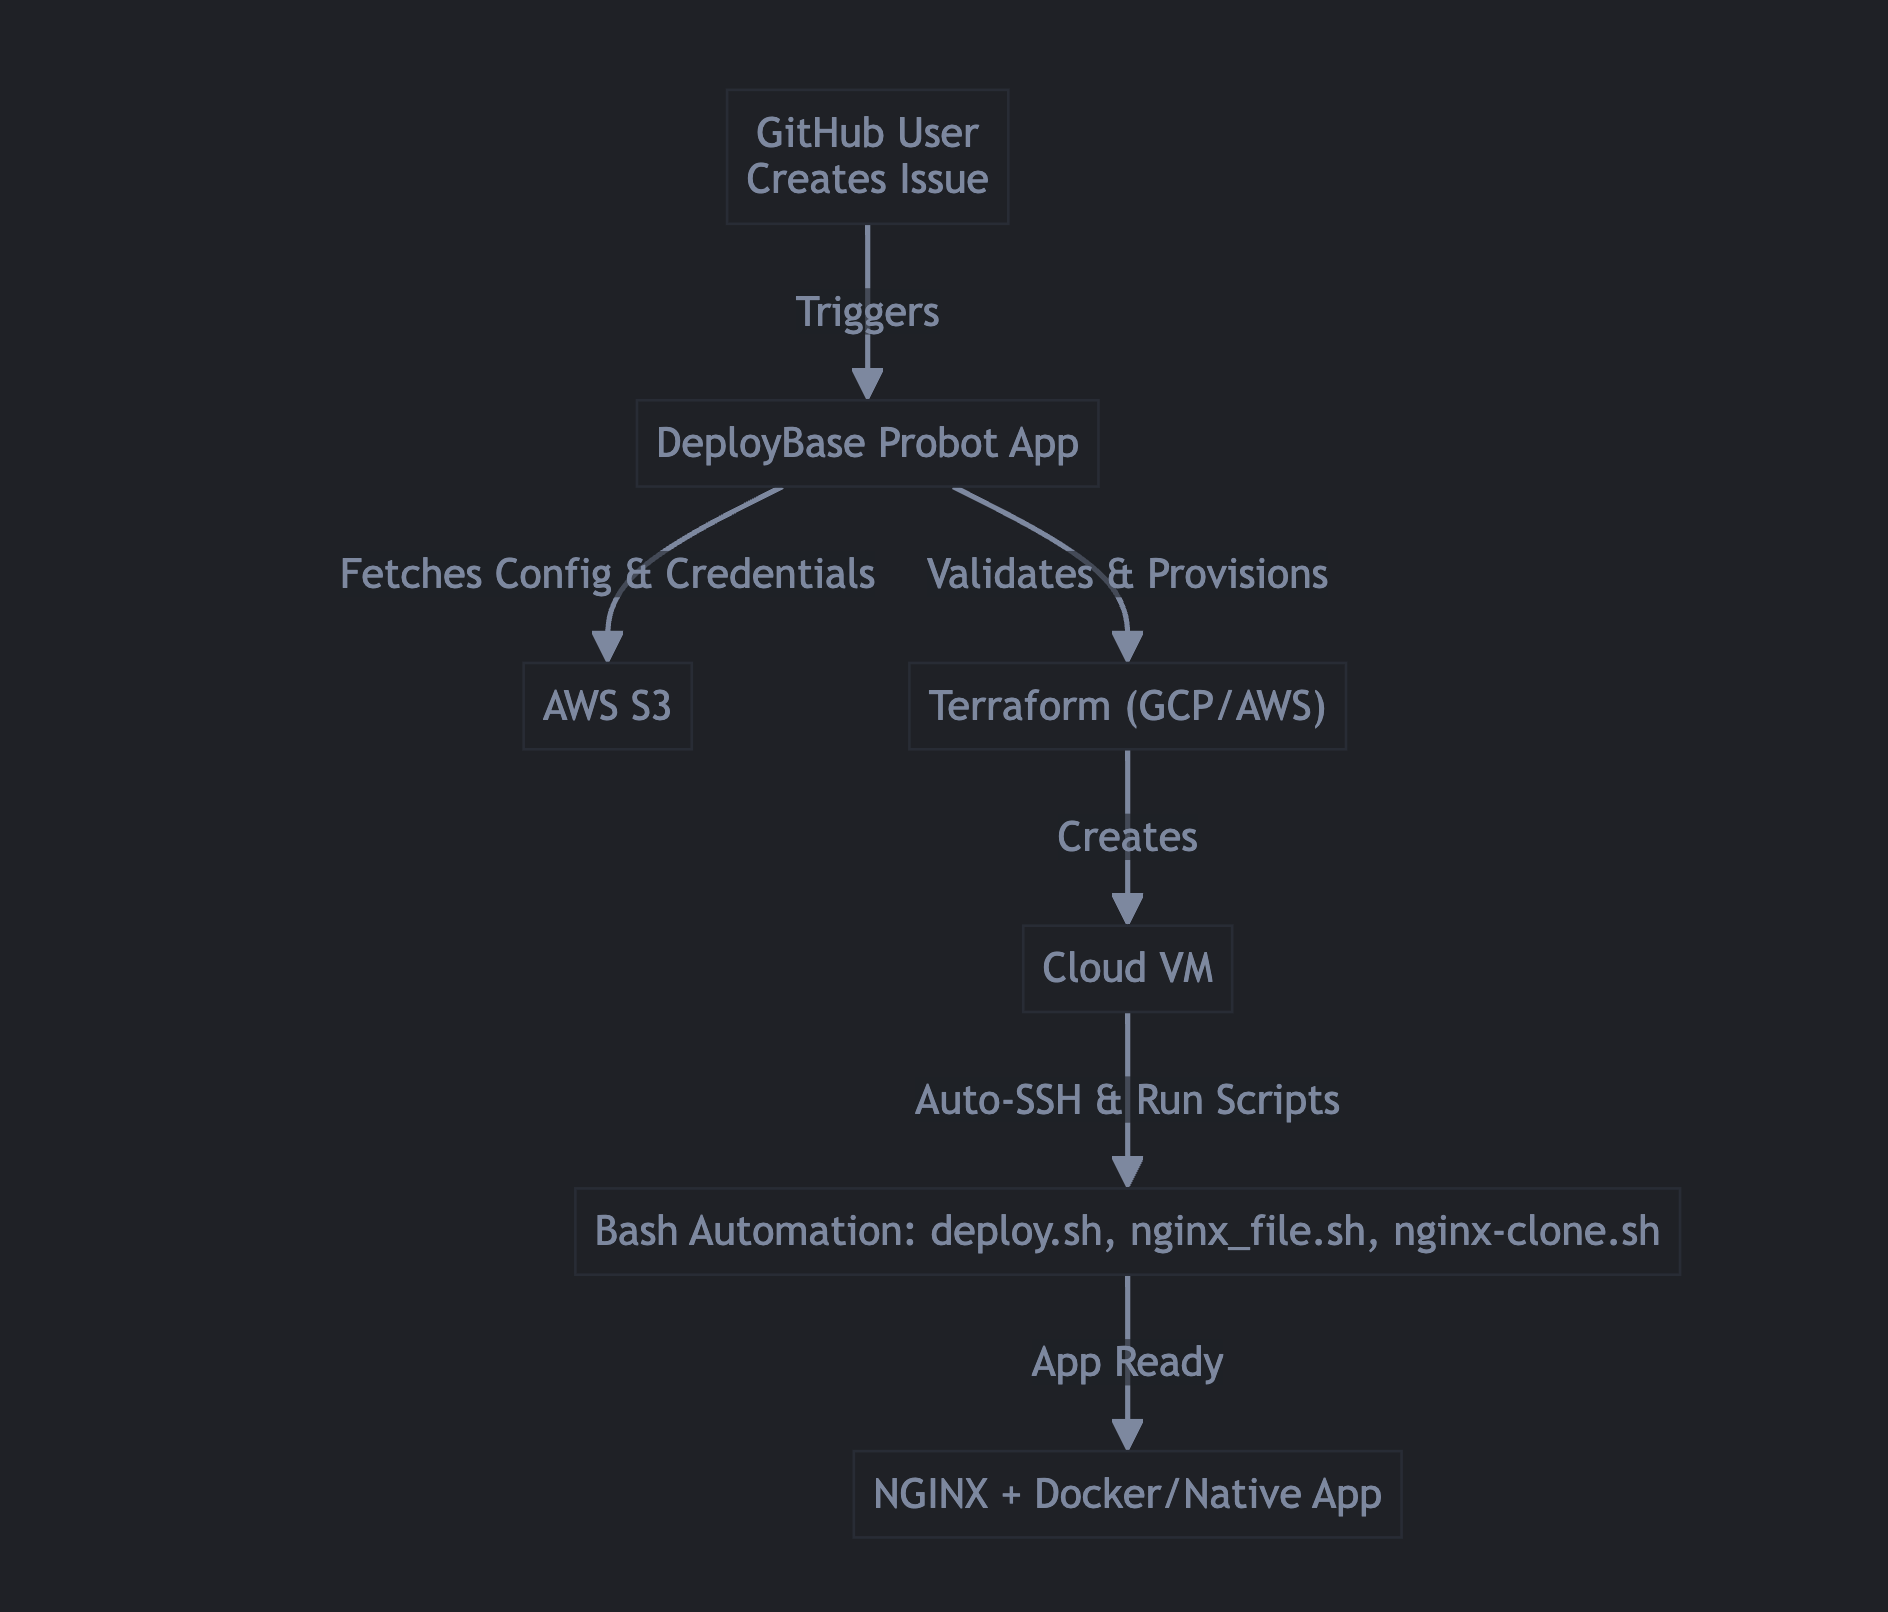 GitHub User
Creates Issue
Triggers
DeployBase Probot App
Fetches Config & Credentials
Validates & Provisions
AWS S3
Terraform (GCP/AWS)
Creates
Cloud VM
Auto-SSH & Run Scripts
Bash Automation: deploy.sh, nginx_file.sh, nginx-clone.sh
App Ready
NGINX + Docker/Native App